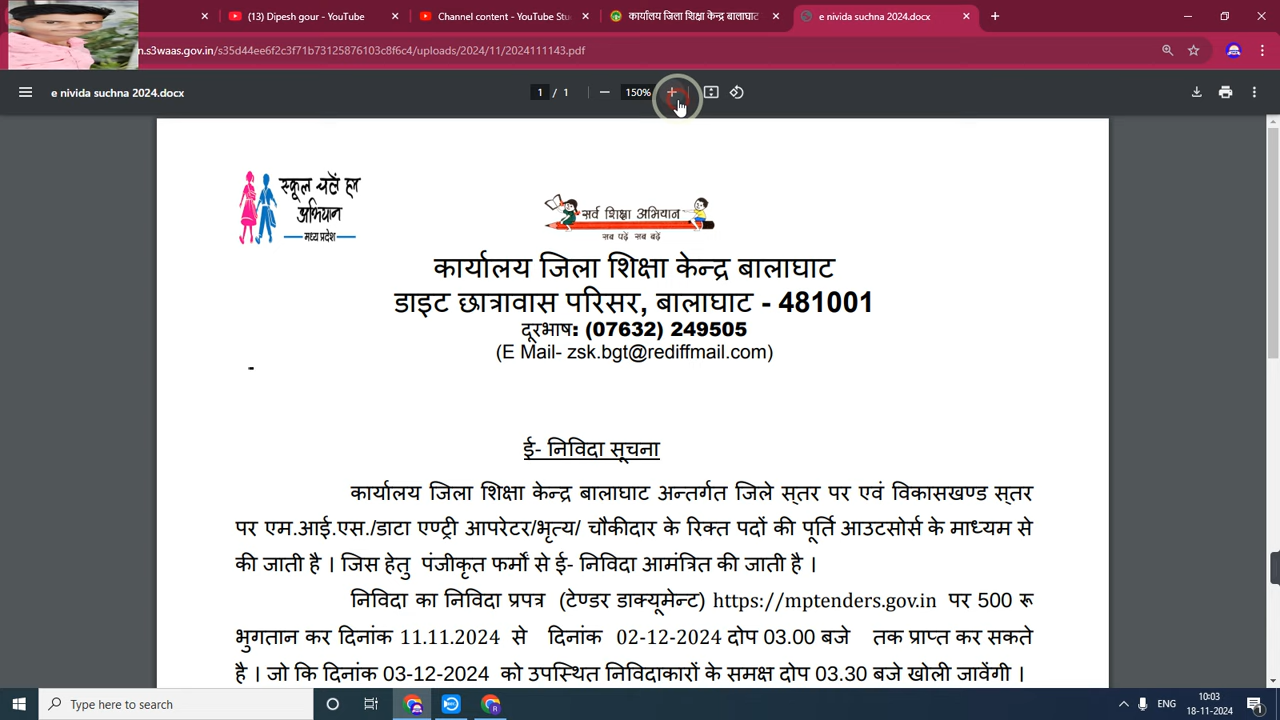 (13) Dipesh gour - YouTube
Channel content - YouTube Stu
कार्यालय जिला शिक्षा केन्द्र बालाघाट
e nivida suchna 2024.docx
n.s3waas.gov.in/s35d44ee6f2c3f71b73125876103c8f6c4/uploads/2024/11/2024111143.pdf
e nivida suchna 2024.docx
1 / 1
150%
स्कूल चलें हम
अभियान
मध्य प्रदेश
सर्व शिक्षा अभियान
सब पढ़ें सब बढ़ें
कार्यालय जिला शिक्षा केन्द्र बालाघाट
डाइट छात्रावास परिसर, बालाघाट - 481001
दूरभाष: (07632) 249505
(E Mail- zsk.bgt@rediffmail.com)
-
ई- निविदा सूचना
कार्यालय जिला शिक्षा केन्द्र बालाघाट अन्तर्गत जिले स्तर पर एवं विकासखण्ड स्तर
पर एम.आई.एस./डाटा एण्ट्री आपरेटर/भृत्य/ चौकीदार के रिक्त पदों की पूर्ति आउटसोर्स के माध्यम से
की जाती है । जिस हेतु पंजीकृत फर्मों से ई- निविदा आमंत्रित की जाती है ।
निविदा का निविदा प्रपत्र (टेण्डर डाक्यूमेन्ट) https://mptenders.gov.in पर 500 रू
भुगतान कर दिनांक 11.11.2024 से दिनांक 02-12-2024 दोप 03.00 बजे तक प्राप्त कर सकते
है । जो कि दिनांक 03-12-2024 को उपस्थित निविदाकारों के समक्ष दोप 03.30 बजे खोली जावेंगी ।
Type here to search
ENG
10:03
18-11-2024
1